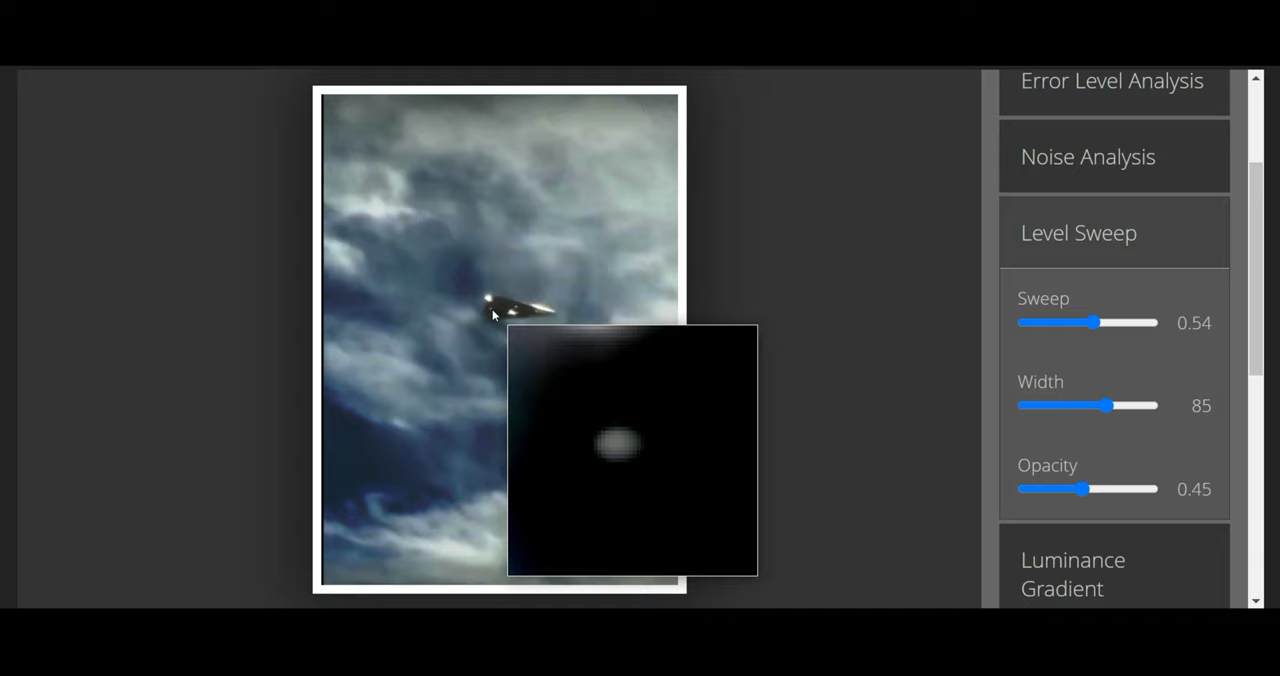 Error Level Analysis
Noise Analysis
Level Sweep
Sweep
0.54
Width
85
Opacity
0.45
Luminance
Gradient